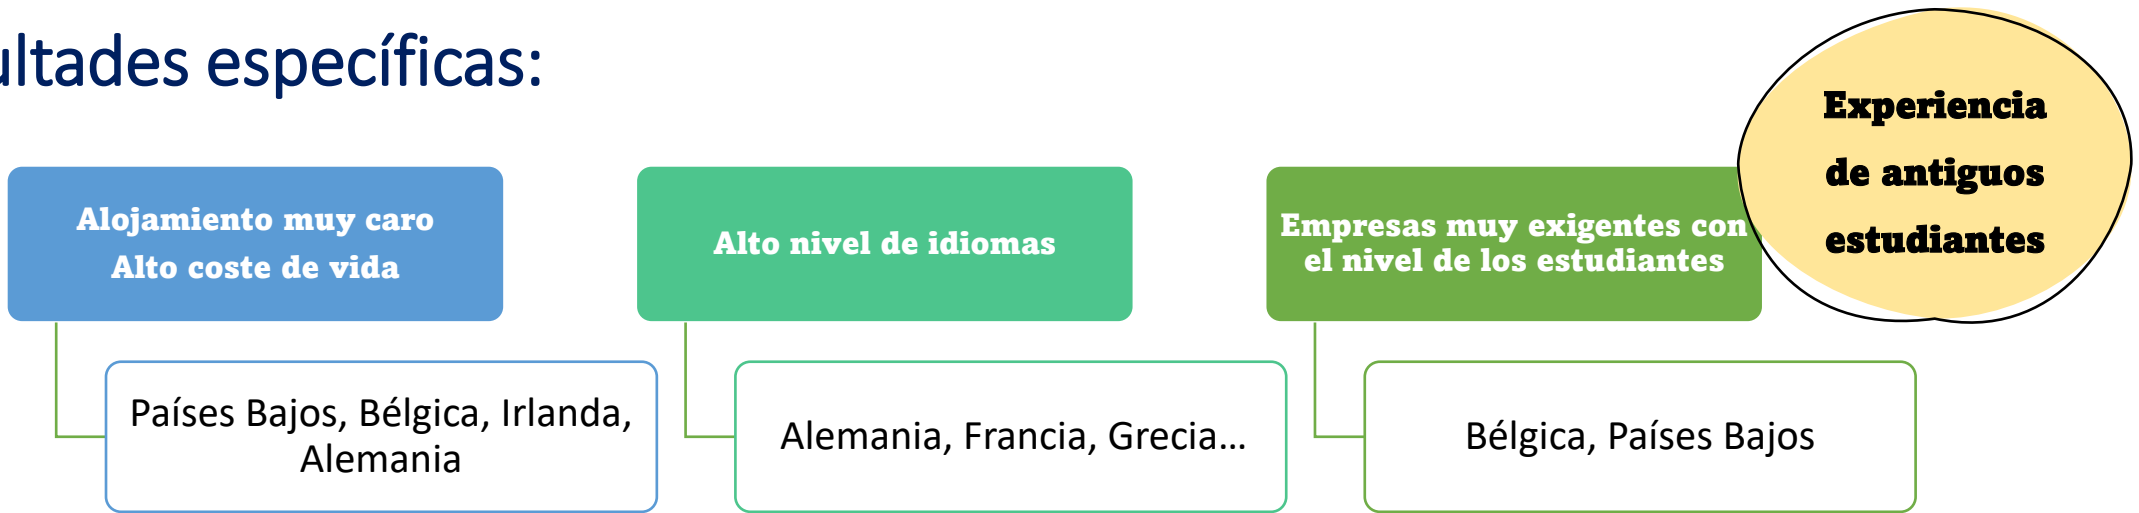 ultades específicas:
Experiencia
de antiguos
estudiantes
Alojamiento muy caro
Alto coste de vida
Países Bajos, Bélgica, Irlanda,
Alemania
Alto nivel de idiomas
Alemania, Francia, Grecia...
Empresas muy exigentes con
el nivel de los estudiantes
Bélgica, Países Bajos